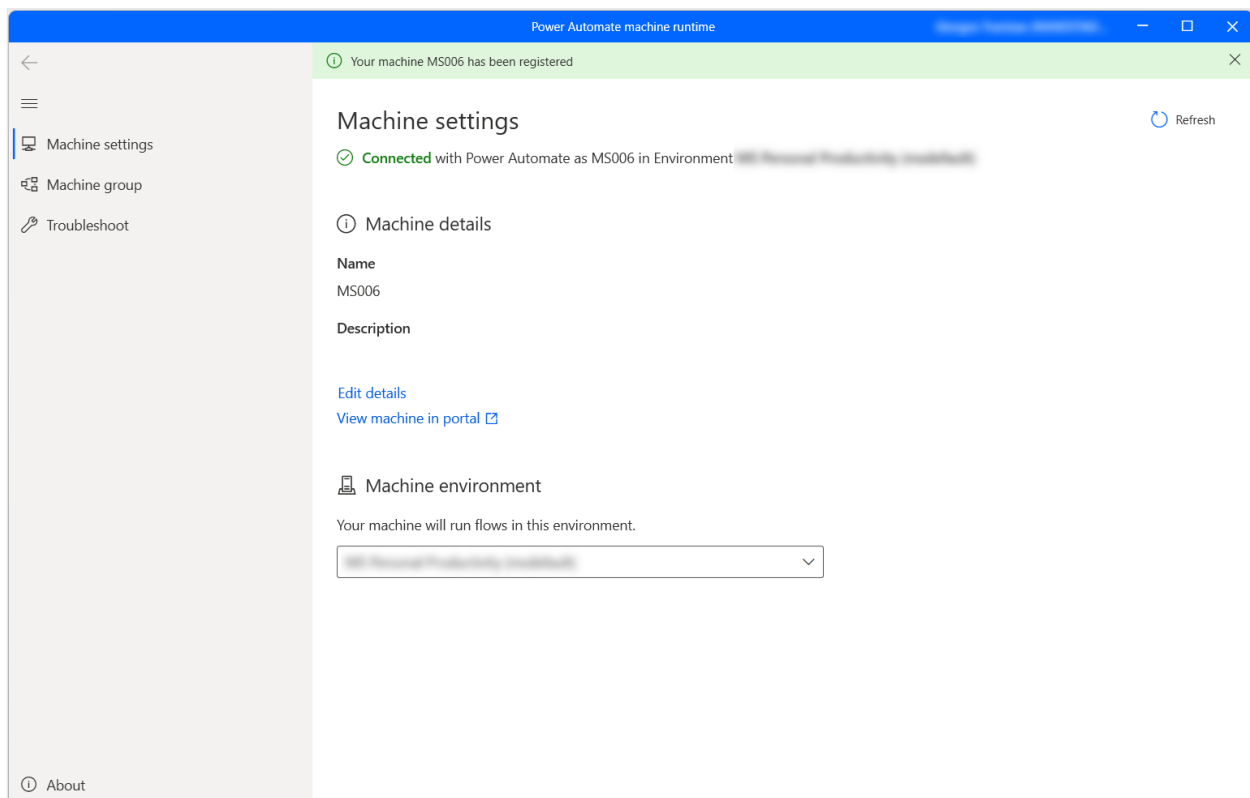 Power Automate machine runtime
Your machine MS006 has been registered
Machine settings
Machine group
Troubleshoot
About
Machine settings
Refresh
Connected with Power Automate as MS006 in Environment
Machine details
Name
MS006
Description
Edit details
View machine in portal
Machine environment
Your machine will run flows in this environment.